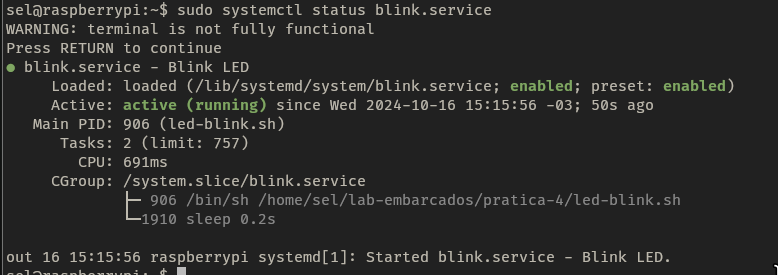 sel@raspberrypi:~$ sudo systemctl status blink.service
WARNING: terminal is not fully functional
Press RETURN to continue
● blink.service - Blink LED
Loaded: loaded (/lib/systemd/system/blink.service; enabled; preset: enabled)
Active: active (running) since Wed 2024-10-16 15:15:56 -03; 50s ago
Main PID: 906 (led-blink.sh)
Tasks: 2 (limit: 757)
CPU: 691ms
CGroup: /system.slice/blink.service
├─ 906 /bin/sh /home/sel/lab-embarcados/pratica-4/led-blink.sh
└─1910 sleep 0.2s
out 16 15:15:56 raspberrypi systemd[1]: Started blink.service - Blink LED.
sel@raspberrypi:~$